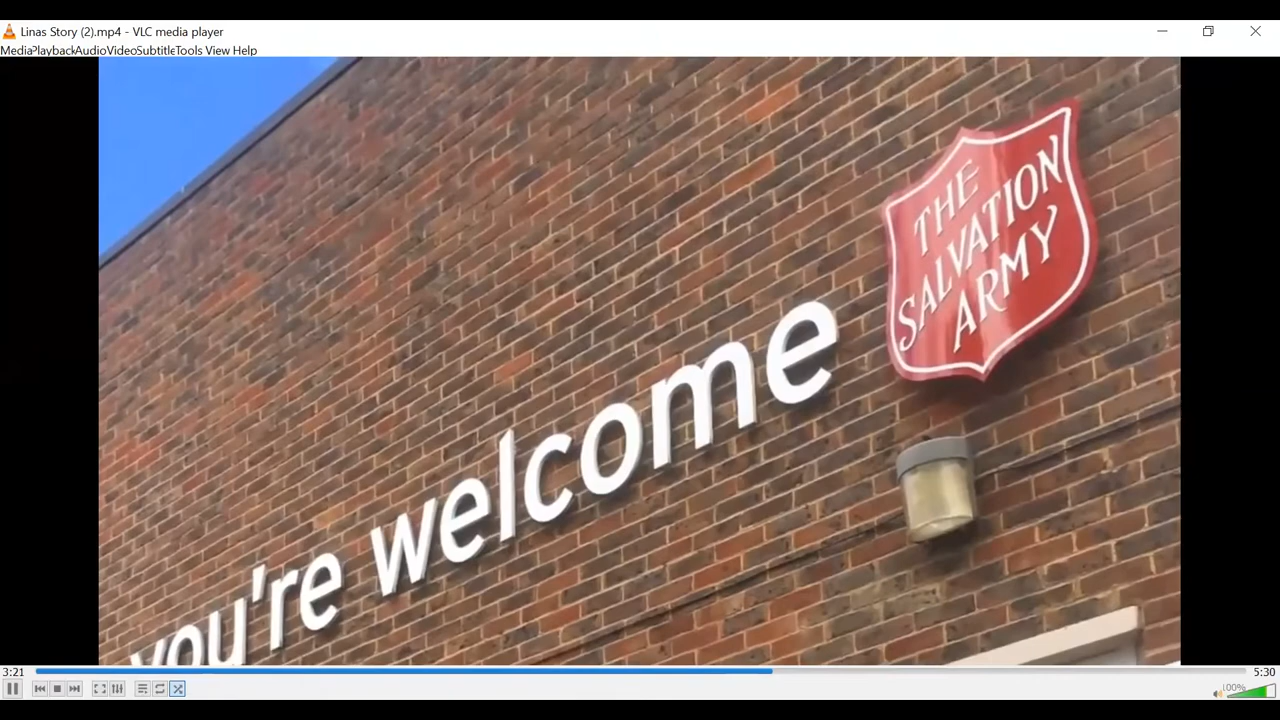 Linas Story (2).mp4 - VLC media player
Media Playback Audio Video Subtitle Tools View Help
THE
SALVATION
ARMY
you're welcome
3:21
5:30
100%